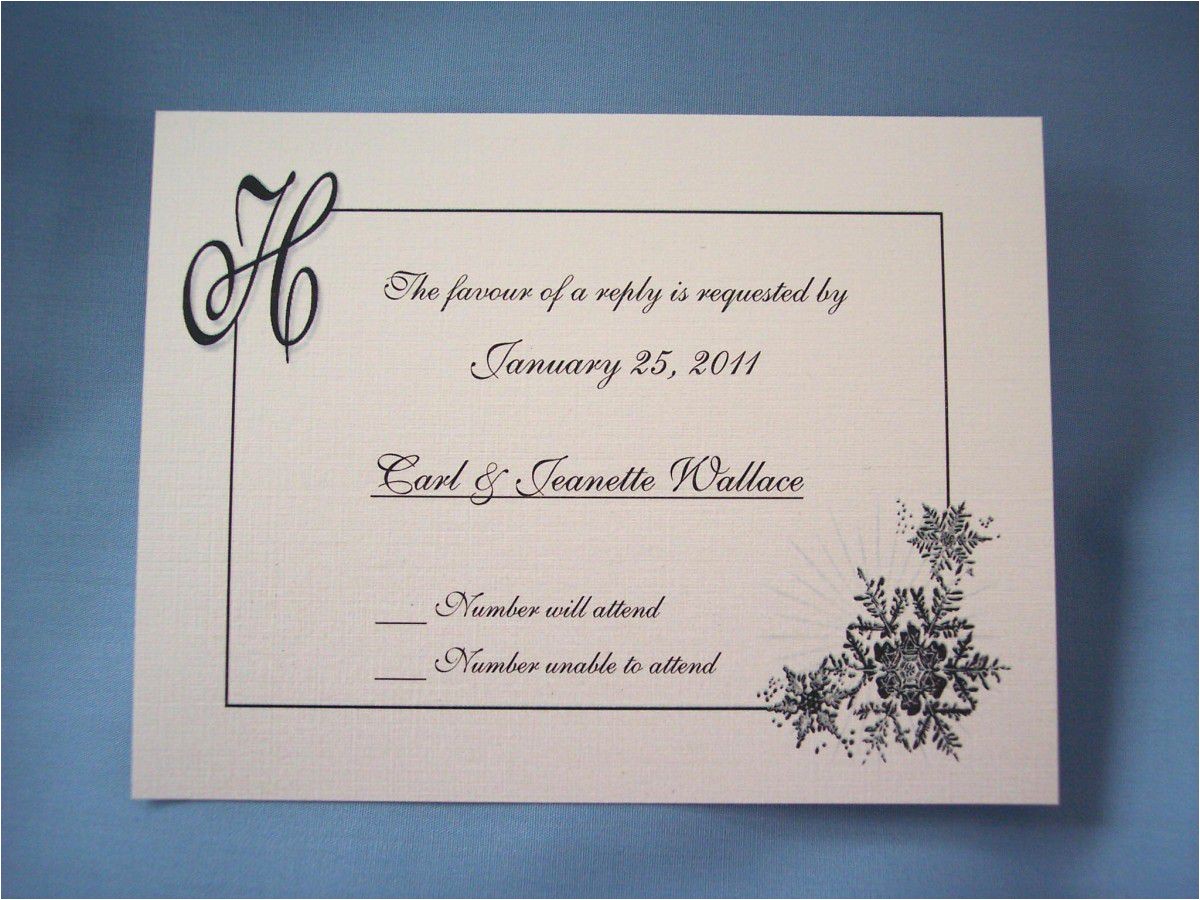 H
The favour of a reply is requested by
January 25, 2011
Carl & Jeanette Wallace
___ Number will attend
___ Number unable to attend